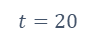 t = 20